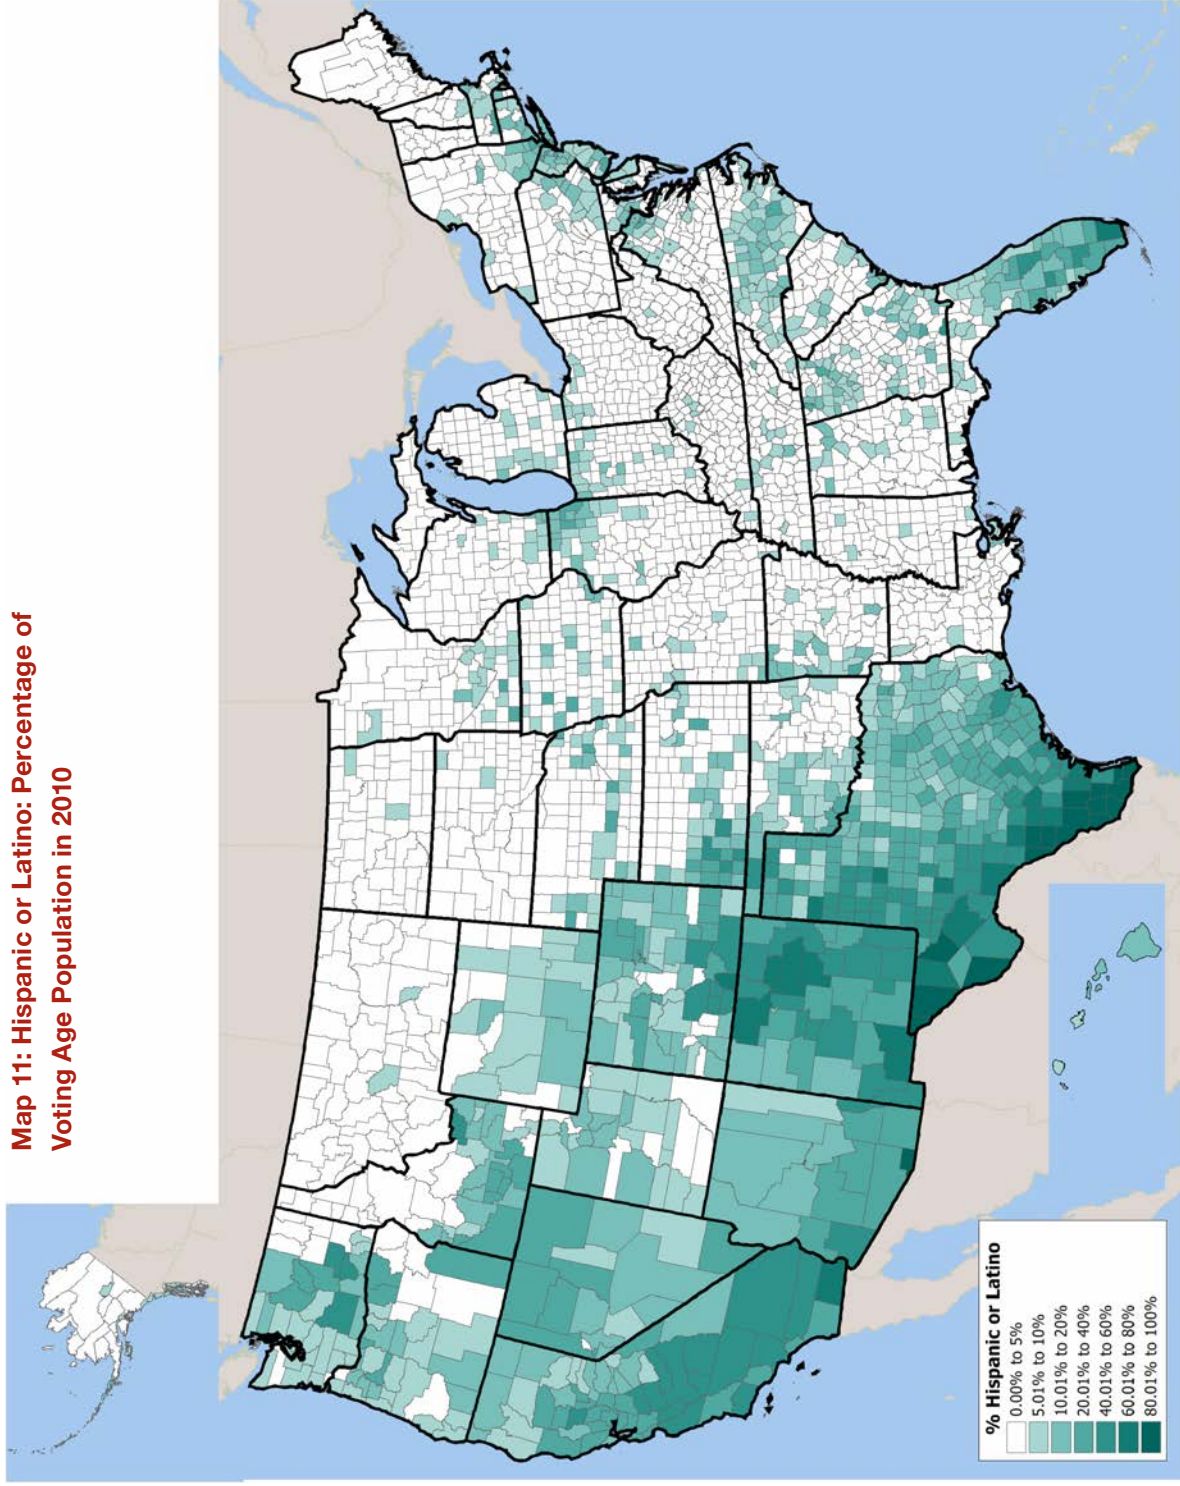 Map 11: Hispanic or Latino: Percentage of
Voting Age Population in 2010
% Hispanic or Latino
0.00% to 5%
5.01% to 10%
10.01% to 20%
20.01% to 40%
40.01% to 60%
60.01% to 80%
80.01% to 100%